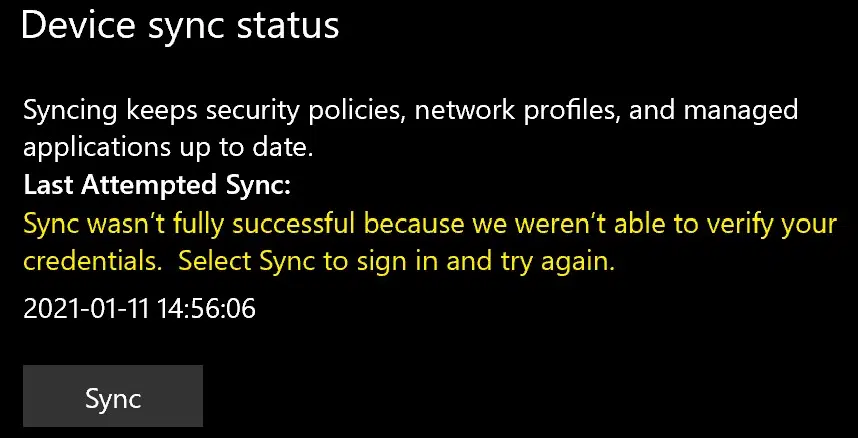 Device sync status
Syncing keeps security policies, network profiles, and managed
applications up to date.
Last Attempted Sync:
Sync wasn’t fully successful because we weren’t able to verify your
credentials.  Select Sync to sign in and try again.
2021-01-11 14:56:06
Sync